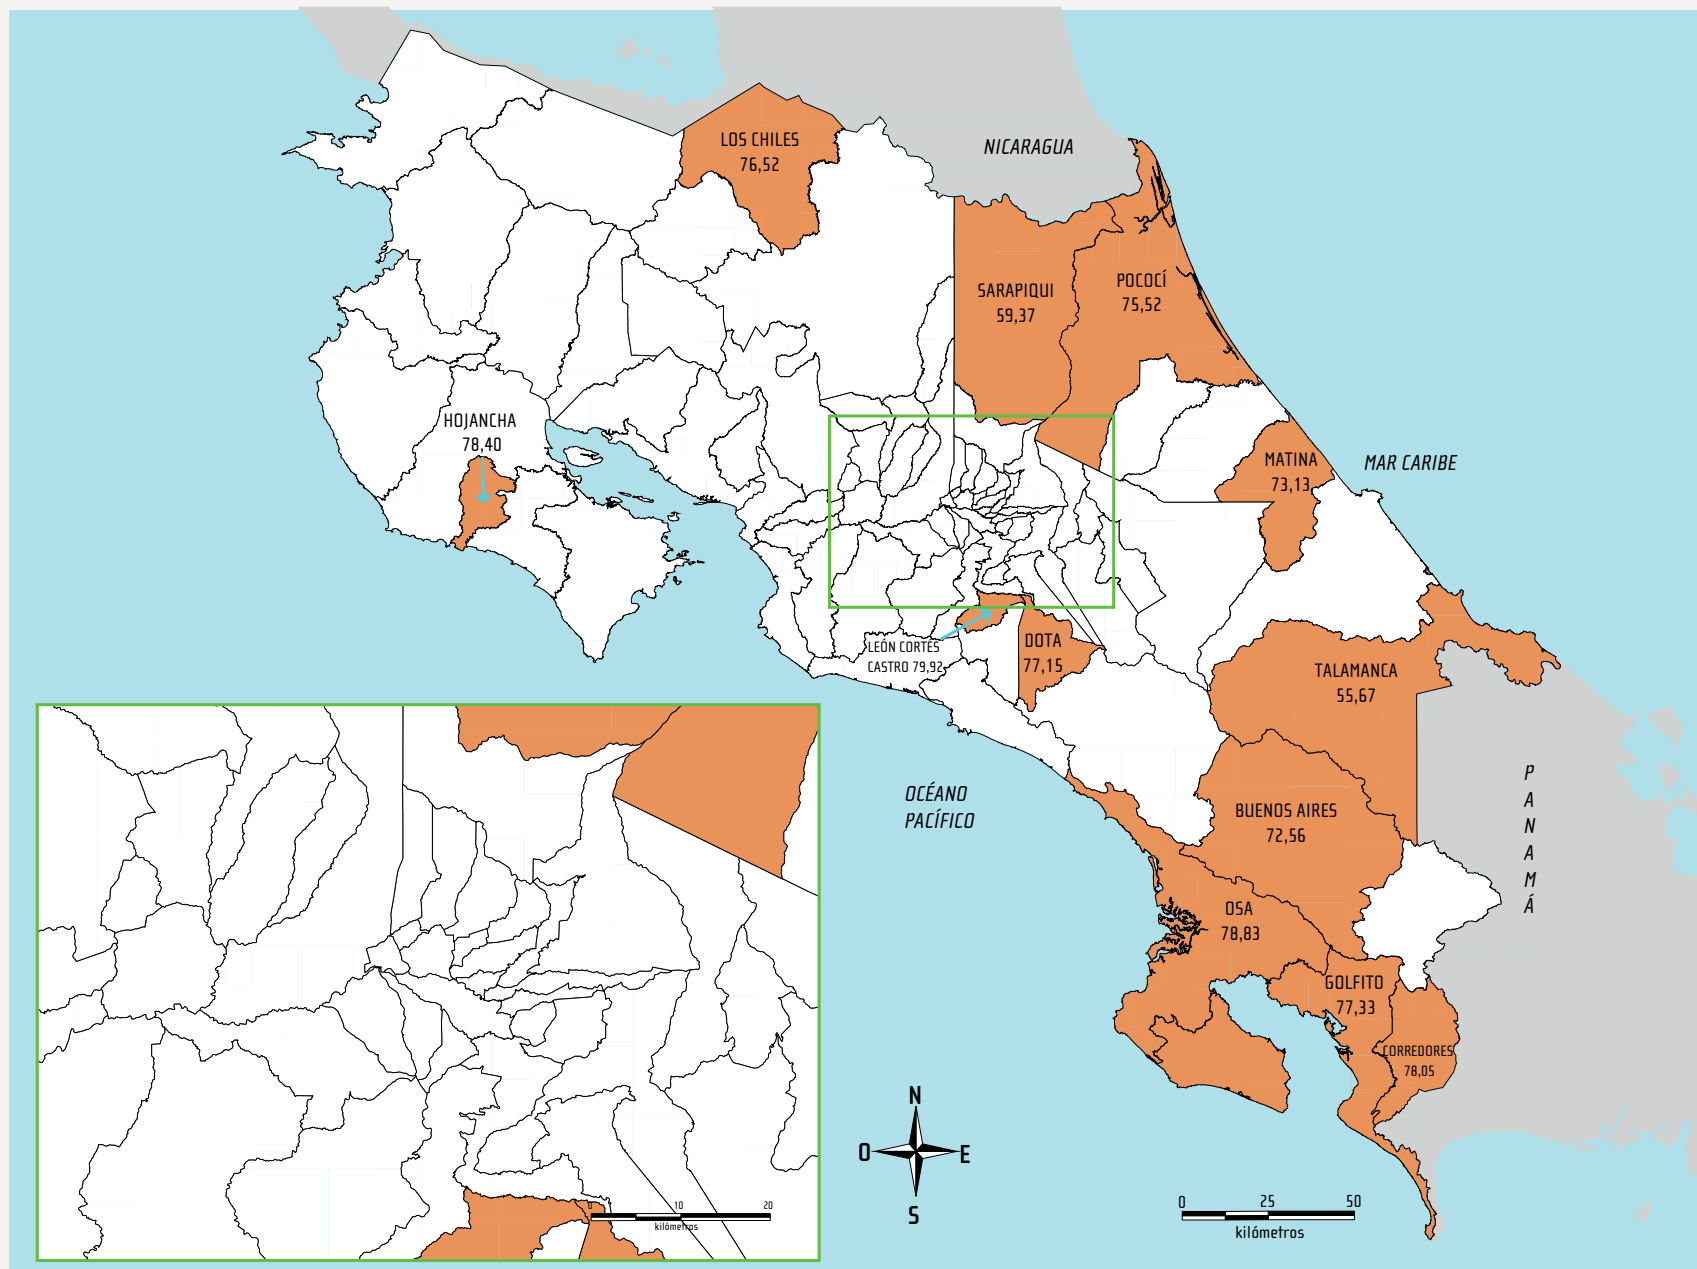 LOS CHILES
76,52
NICARAGUA
SARAPIQUI
59,37
POCOCÍ
75,52
HOJANCHA
78,40
MATINA
73,13
MAR CARIBE
LEÓN CORTÉS
CASTRO 79,92
DOTA
77,15
TALAMANCA
55,67
OCÉANO
PACÍFICO
BUENOS AIRES
72,56
P
A
N
A
M
Á
OSA
78,83
GOLFITO
77,33
CORREDORES
78,05
N
O
E
S
0 10 20
kilómetros
0 25 50
kilómetros